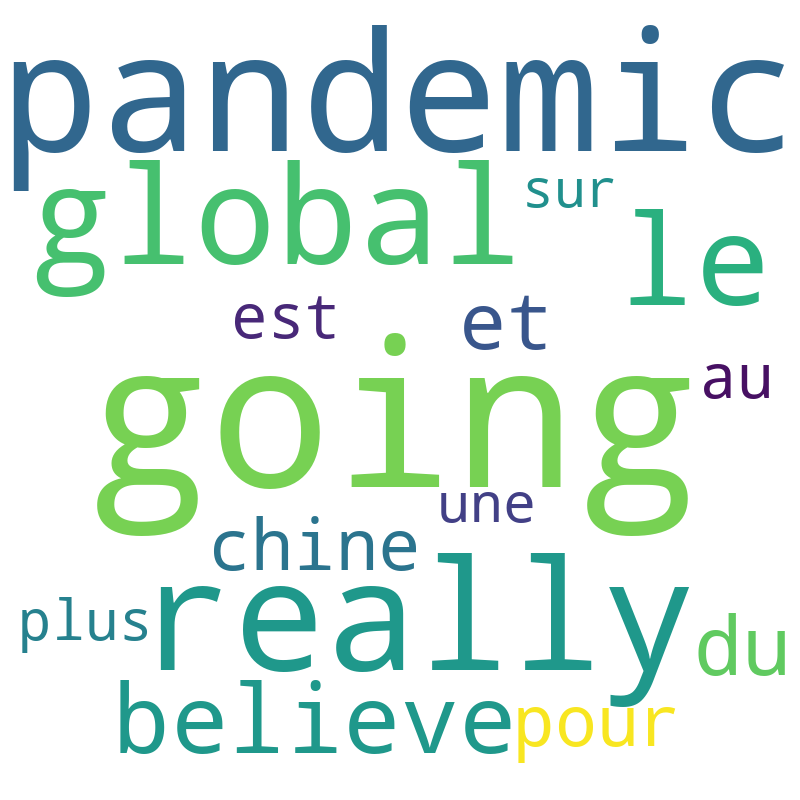 pandemic
global
sur
le
est
et
going
au
une
chine
really
plus
du
believe
pour